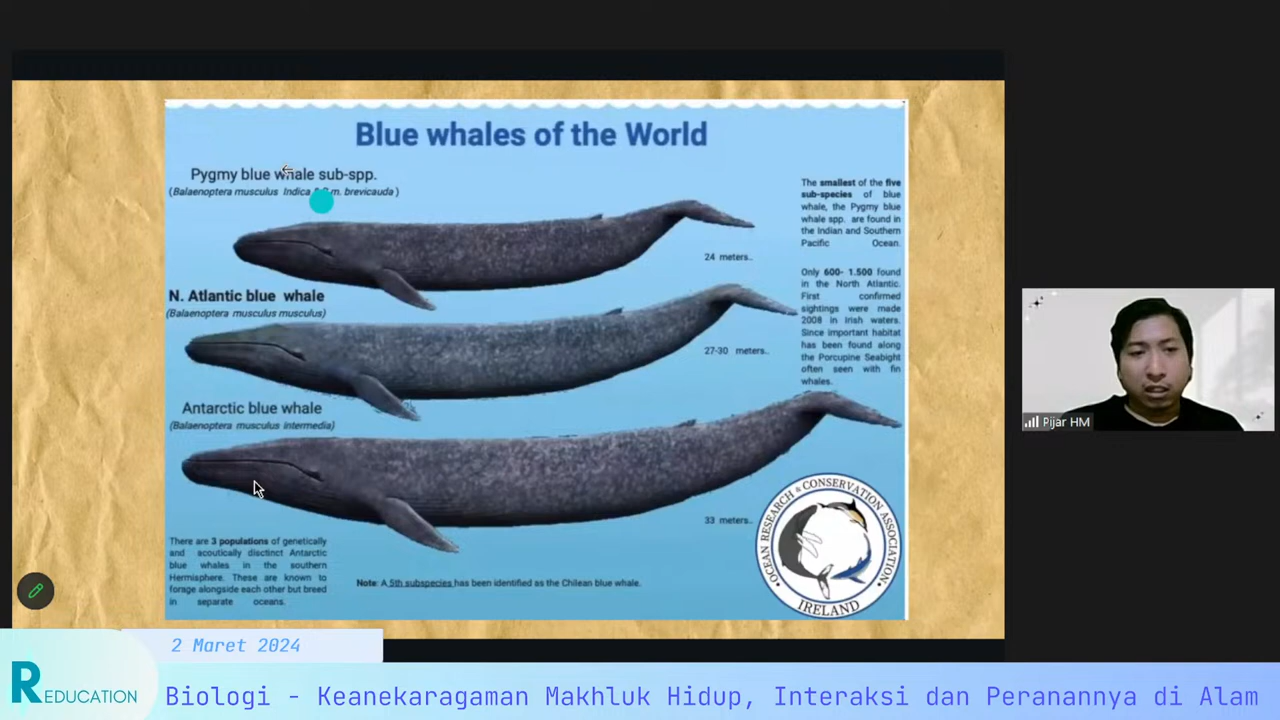 Blue whales of the World
Pygmy blue whale sub-spp.
(Balaenoptera musculus Indica m. brevicauda )
The smallest of the five
sub-species of blue
whale, the Pygmy blue
whale spp. are found in
the Indian and Southern
Pacific Ocean.
24 meters..
Only 600- 1.500 found
in the North Atlantic.
First confirmed
sightings were made
2008 in Irish waters.
Since important habitat
has been found along
the Porcupine Seabight
often seen with fin
whales.
N. Atlantic blue whale
(Balaenoptera musculus musculus)
27-30 meters..
Antarctic blue whale
(Balaenoptera musculus intermedia)
33 meters..
There are 3 populations of genetically
and acoutically disctinct Antarctic
blue whales in the southern
Hermisphere. These are known to
forage alongside each other but breed
in separate oceans.
Note: A 5th subspecies has been identified as the Chilean blue whale.
OCEAN RESEARCH & CONSERVATION ASSOCIATION
IRELAND
Pijar HM
2 Maret 2024
REDUCATION
Biologi - Keanekaragaman Makhluk Hidup, Interaksi dan Peranannya di Alam